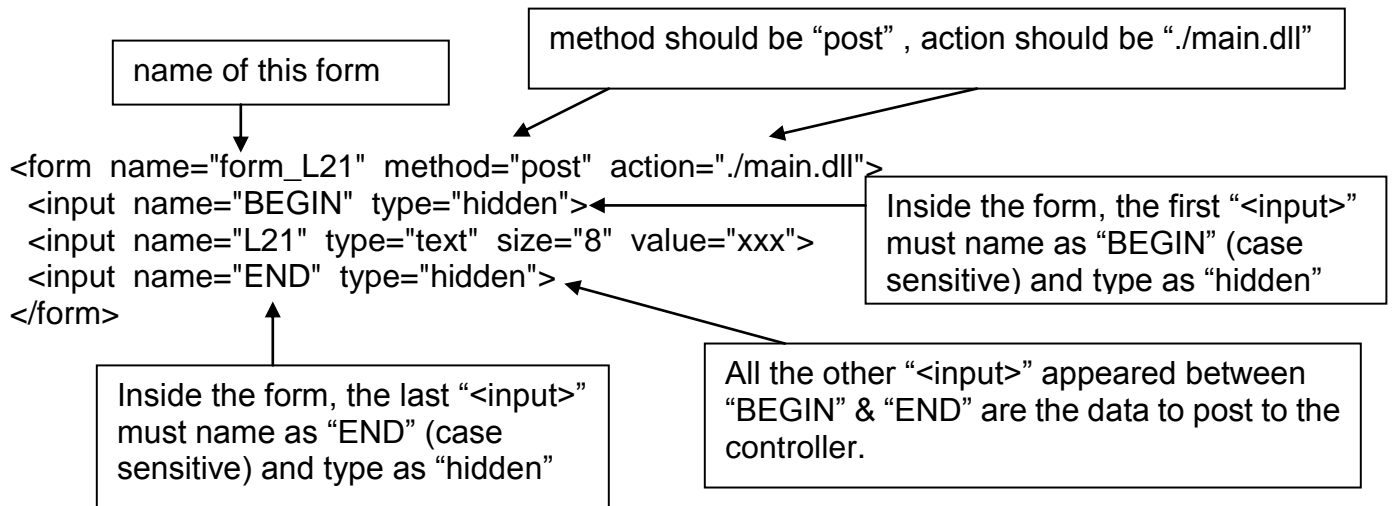 method should be “post” , action should be “./main.dll”
name of this form
<form name="form_L21" method="post" action="./main.dll">
<input name="BEGIN" type="hidden">
<input name="L21" type="text" size="8" value="xxx">
<input name="END" type="hidden">
</form>
Inside the form, the first “<input>”
must name as “BEGIN” (case
sensitive) and type as “hidden”
Inside the form, the last “<input>”
must name as “END” (case
sensitive) and type as “hidden”
All the other “<input>” appeared between
“BEGIN” & “END” are the data to post to the
controller.